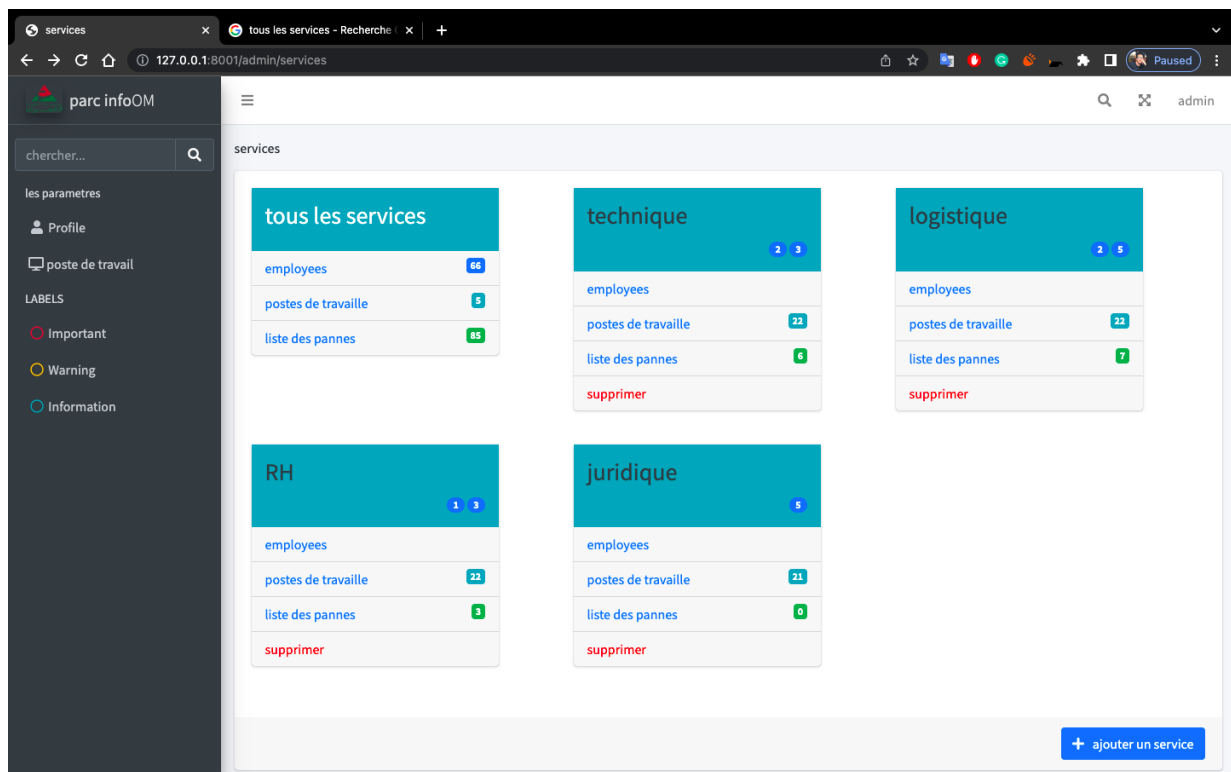 services
tous les services - Recherche
127.0.0.1:8001/admin/services
Paused
parc infoOM
admin
chercher...
services
les parametres
Profile
poste de travail
LABELS
Important
Warning
Information
tous les services
employees 66
postes de travaille 5
liste des pannes 85
technique
2 3
employees
postes de travaille 22
liste des pannes 6
supprimer
logistique
2 5
employees
postes de travaille 22
liste des pannes 7
supprimer
RH
1 3
employees
postes de travaille 22
liste des pannes 3
supprimer
juridique
5
employees
postes de travaille 21
liste des pannes 0
supprimer
+ ajouter un service